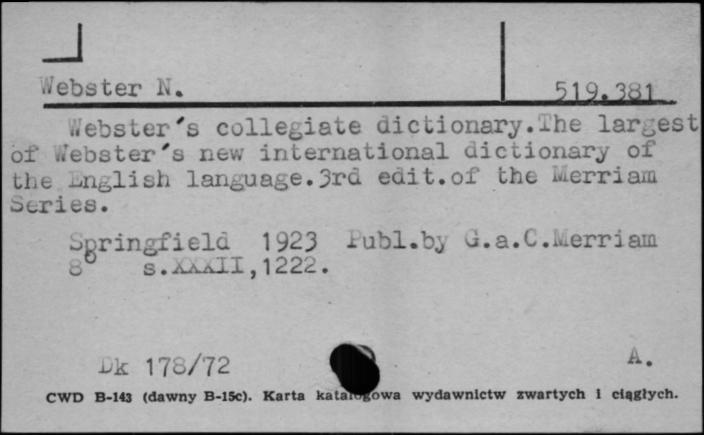 Webster N.
519.381
Webster's collegiate dictionary.The largest
of Webster's new international dictionary of
the English language.3rd edit.of the Merriam
Series.
Springfield 1923 Publ.by G.a.C.Merriam
8° s.XXXII,1222.
Dk 178/72 A.
CWD B-143 (dawny B-15c). Karta katalogowa wydawnictw zwartych i ciągłych.